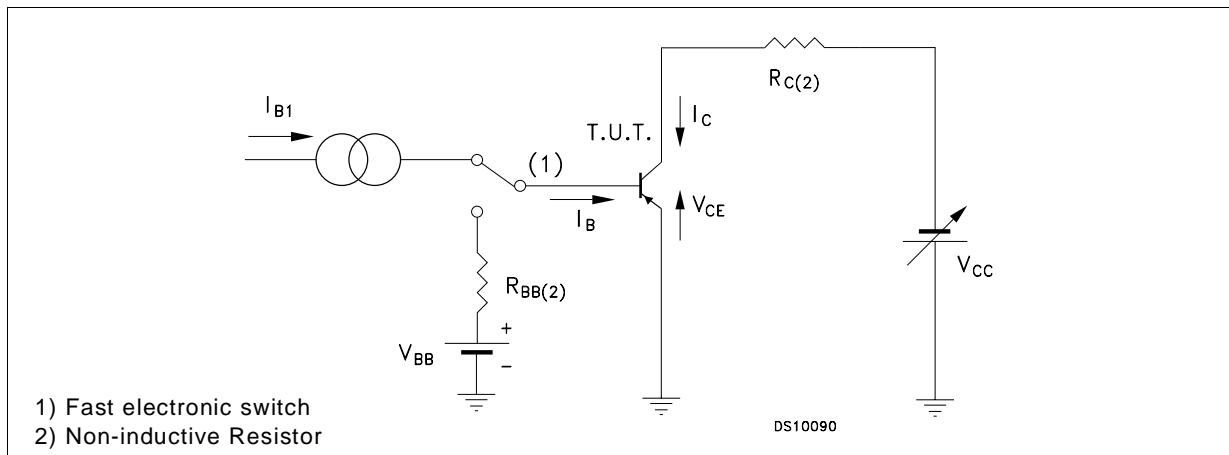 I_B1
(1)
I_B
T.U.T.
I_C
V_CE
R_C(2)
V_CC
R_BB(2)
V_BB
+
-
1) Fast electronic switch
2) Non-inductive Resistor
DS10090